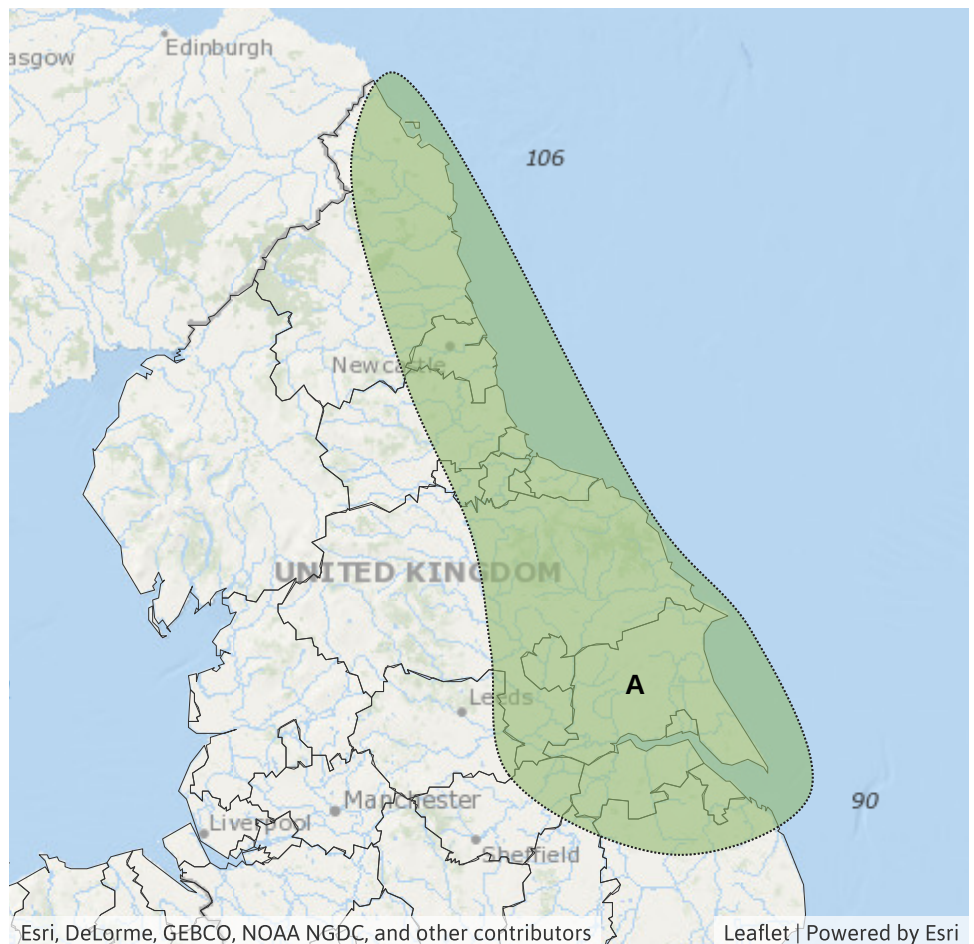 Edinburgh
asgow
106
Newcastle
UNITED KINGDOM
A
Leeds
Manchester
90
Liverpool
Sheffield
Esri, DeLorme, GEBCO, NOAA NGDC, and other contributors
Leaflet | Powered by Esri